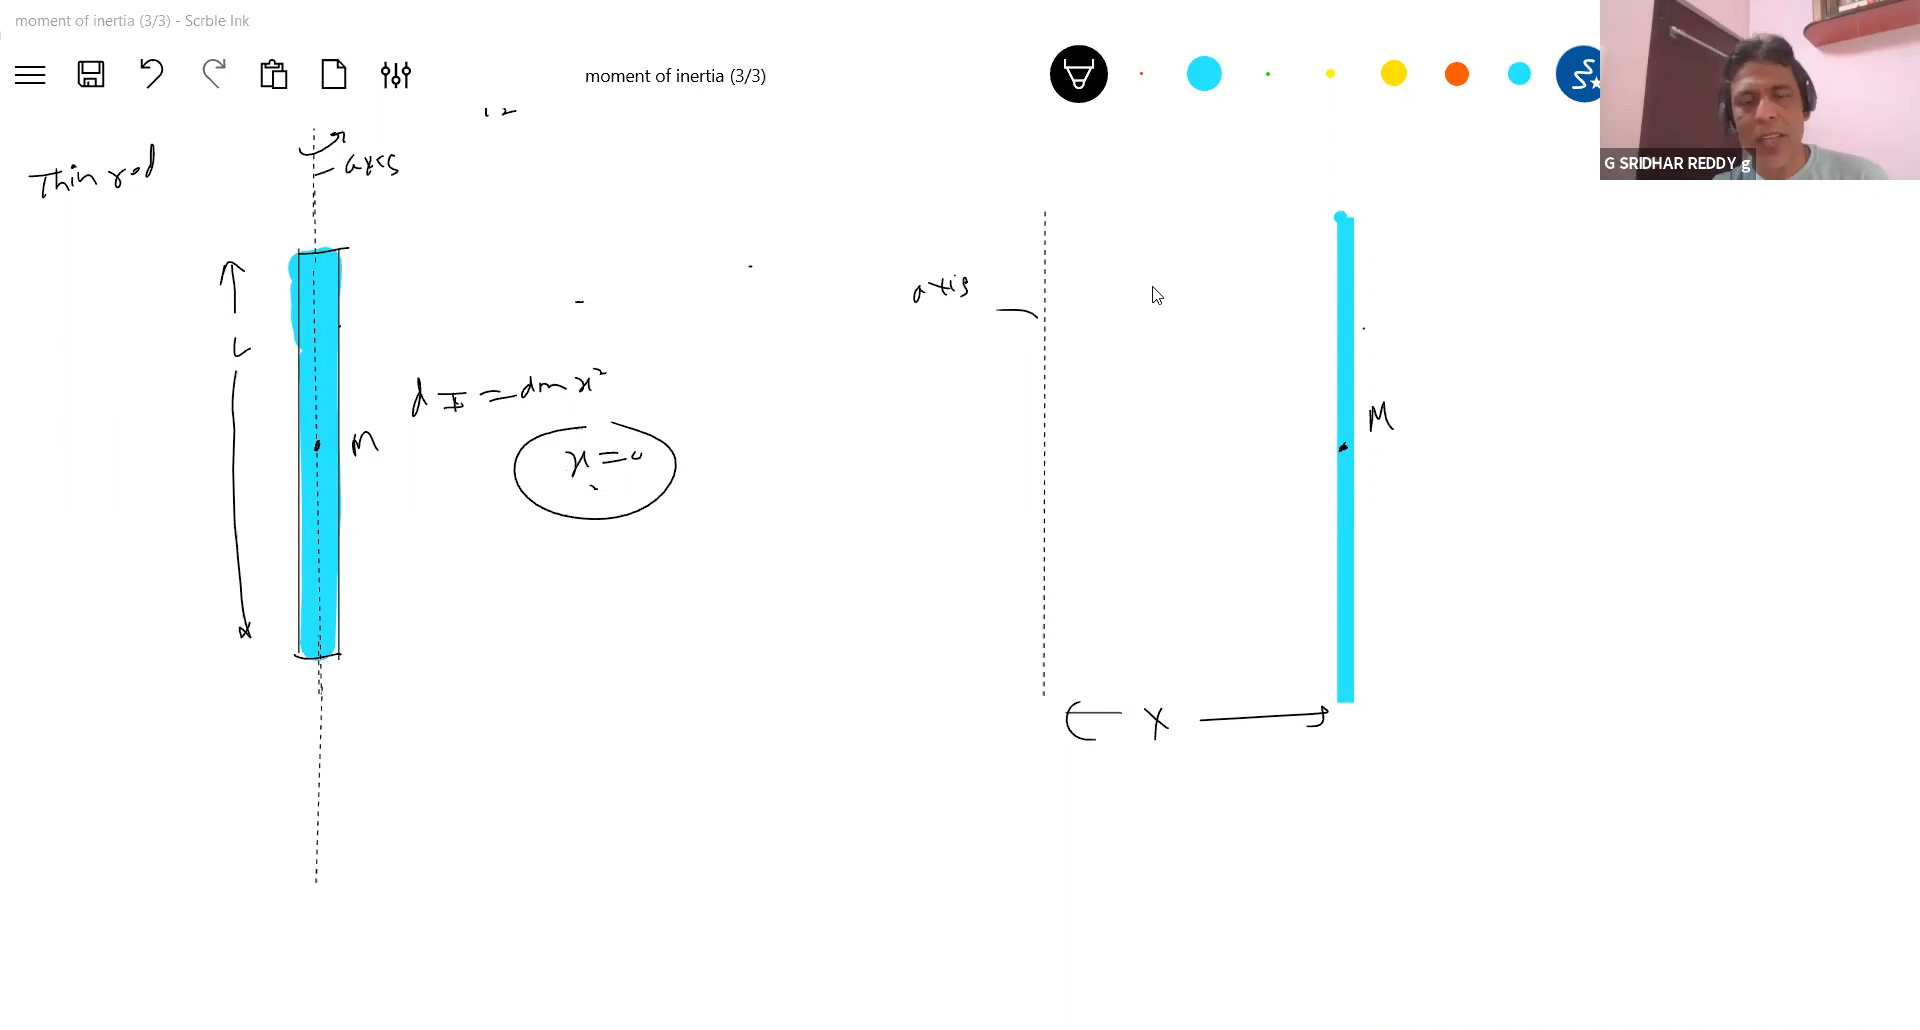 moment of inertia (3/3) - Scrble Ink
moment of inertia (3/3)
G SRIDHAR REDDY g
12
Thin rod
axis
L
M
dI = dm x²
x = 0
axis
M
X